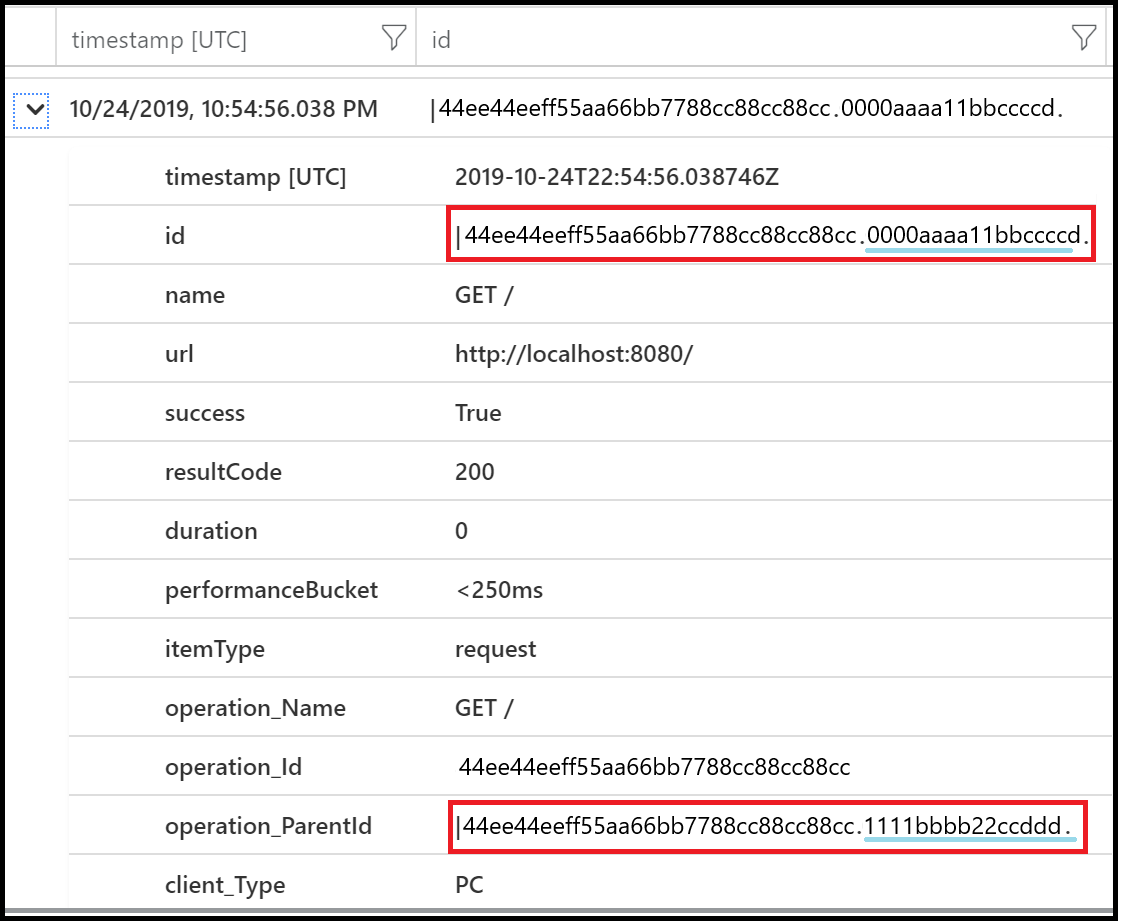 timestamp [UTC] id
10/24/2019, 10:54:56.038 PM |44ee44eeff55aa66bb7788cc88cc88cc.0000aaaa11bbccccd.
timestamp [UTC] 2019-10-24T22:54:56.038746Z
id |44ee44eeff55aa66bb7788cc88cc88cc.0000aaaa11bbccccd.
name GET /
url http://localhost:8080/
success True
resultCode 200
duration 0
performanceBucket <250ms
itemType request
operation_Name GET /
operation_Id 44ee44eeff55aa66bb7788cc88cc88cc
operation_ParentId |44ee44eeff55aa66bb7788cc88cc88cc.1111bbbb22ccddd.
client_Type PC